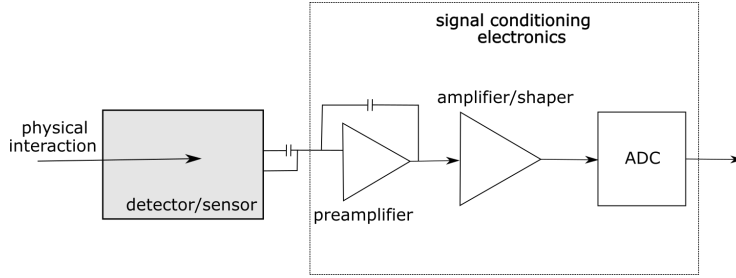 signal conditioning
electronics
physical
interaction
detector/sensor
preamplifier
amplifier/shaper
ADC